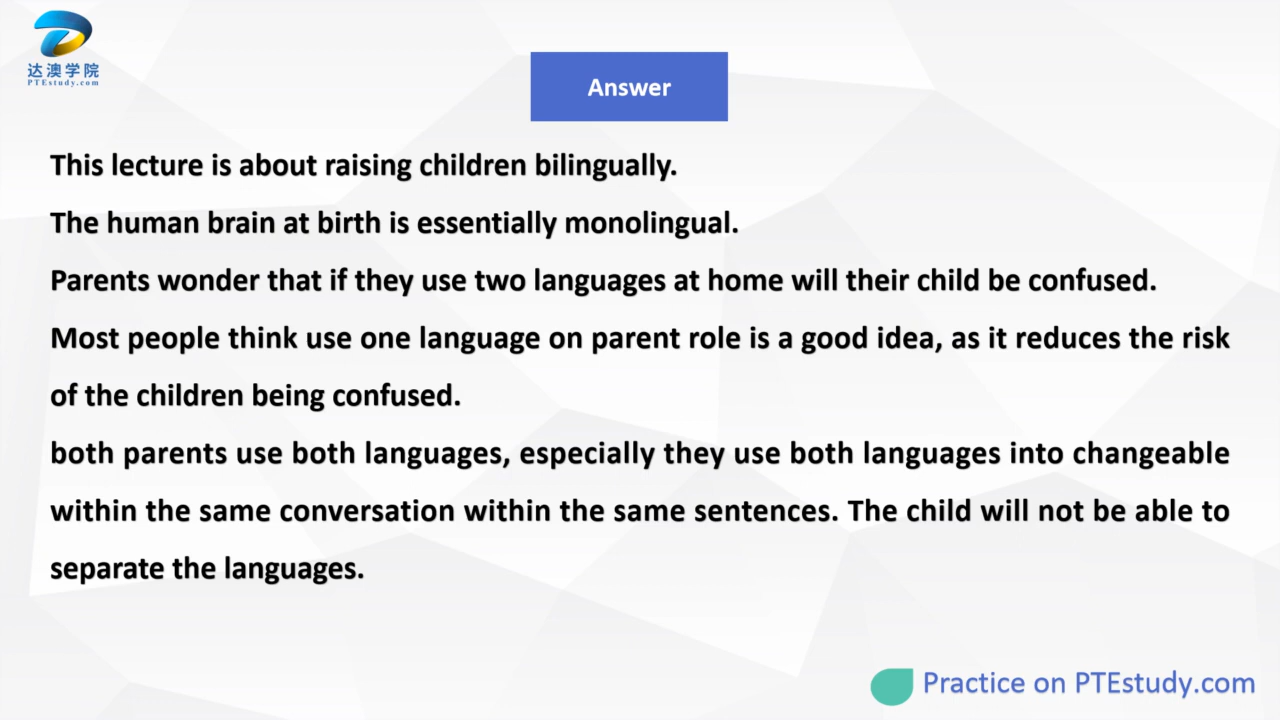 达澳学院
PTEstudy.com
Answer
This lecture is about raising children bilingually.
The human brain at birth is essentially monolingual.
Parents wonder that if they use two languages at home will their child be confused.
Most people think use one language on parent role is a good idea, as it reduces the risk
of the children being confused.
both parents use both languages, especially they use both languages into changeable
within the same conversation within the same sentences. The child will not be able to
separate the languages.
Practice on PTEstudy.com